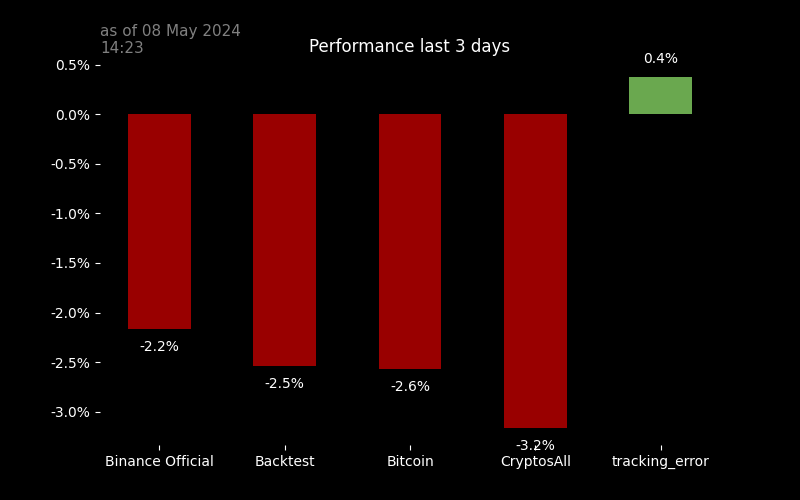 as of 08 May 2024
14:23
Performance last 3 days
0.5%
0.0%
-0.5%
-1.0%
-1.5%
-2.0%
-2.5%
-3.0%
0.4%
-2.2%
-2.5%
-2.6%
-3.2%
Binance Official
Backtest
Bitcoin
CryptosAll
tracking_error